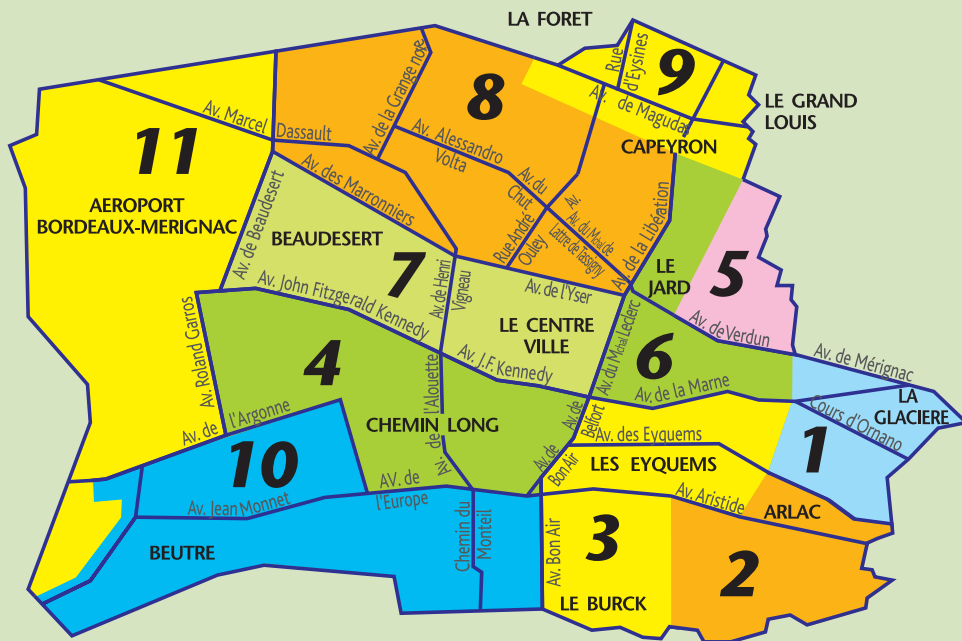 LA FORET
Rue
d'Eysines
9
Av. de Magudas
LE GRAND
LOUIS
CAPEYRON
8
Av. de la Grange noire
Av. Marcel
Dassault
Av. Alessandro
Volta
Av. du
Chut
Av.
Av. du Mchal de
Lattre de Tassigny
Rue André
Ouley
Av. de la Libéation
11
AEROPORT
BORDEAUX-MERIGNAC
Av. de Beaudesert
Av. des Marronniers
BEAUDESERT
7
Av. de Henri
Vigneau
Av. de l'Yser
LE
JARD
5
Av. de Verdun
Av. John Fitzgerald Kennedy
LE CENTRE
VILLE
Av. J.F. Kennedy
Av. du Mchal Leclerc
6
Av. de la Marne
Av. de Mérignac
LA
GLACIERE
Cours d'Ornano
1
Av. Roland Garros
4
Av. de l'Argonne
CHEMIN LONG
Av. de l'Alouette
Av. de
Belfort
Av. de
Bon Air
Av. des Eyquems
LES EYQUEMS
Av. Aristide
ARLAC
10
Av. Jean Monnet
AV. de
l'Europe
BEUTRE
Chemin du
Monteil
Av. Bon Air
3
LE BURCK
2